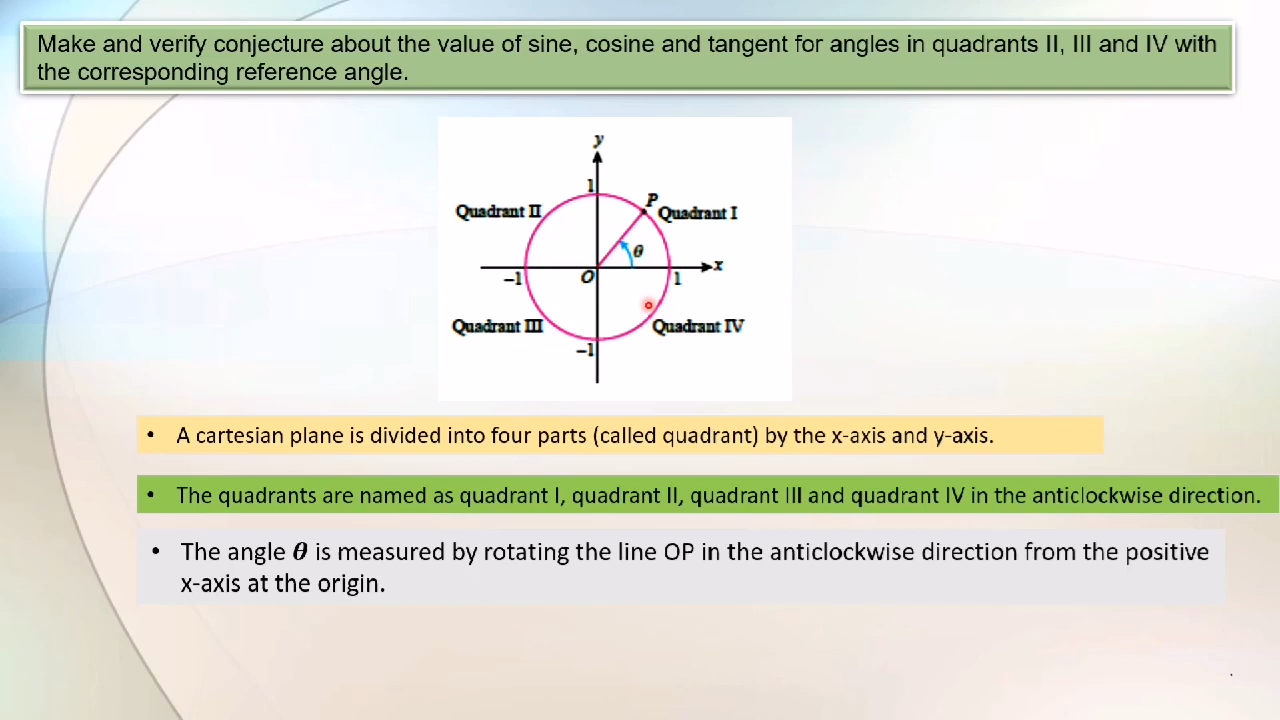 Make and verify conjecture about the value of sine, cosine and tangent for angles in quadrants II, III and IV with
the corresponding reference angle.
y
1
P
Quadrant II
Quadrant I
θ
x
–1
O
1
Quadrant III
Quadrant IV
–1
• A cartesian plane is divided into four parts (called quadrant) by the x-axis and y-axis.
• The quadrants are named as quadrant I, quadrant II, quadrant III and quadrant IV in the anticlockwise direction.
• The angle θ is measured by rotating the line OP in the anticlockwise direction from the positive
x-axis at the origin.